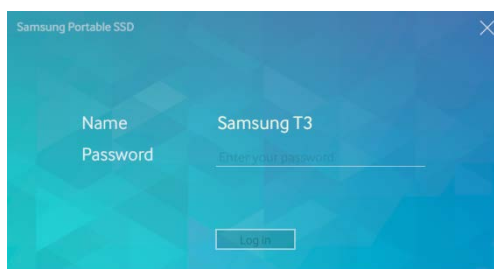 Samsung Portable SSD
Name Samsung T3
Password Enter your password
Log in